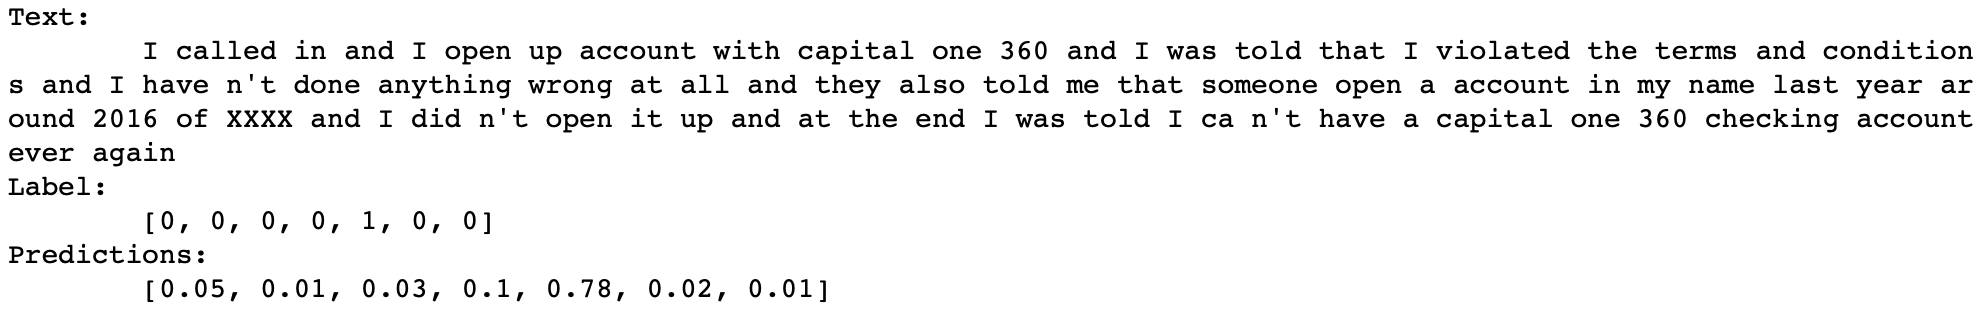 Text:
I called in and I open up account with capital one 360 and I was told that I violated the terms and condition
s and I have n't done anything wrong at all and they also told me that someone open a account in my name last year ar
ound 2016 of XXXX and I did n't open it up and at the end I was told I ca n't have a capital one 360 checking account
ever again
Label:
[0, 0, 0, 0, 1, 0, 0]
Predictions:
[0.05, 0.01, 0.03, 0.1, 0.78, 0.02, 0.01]